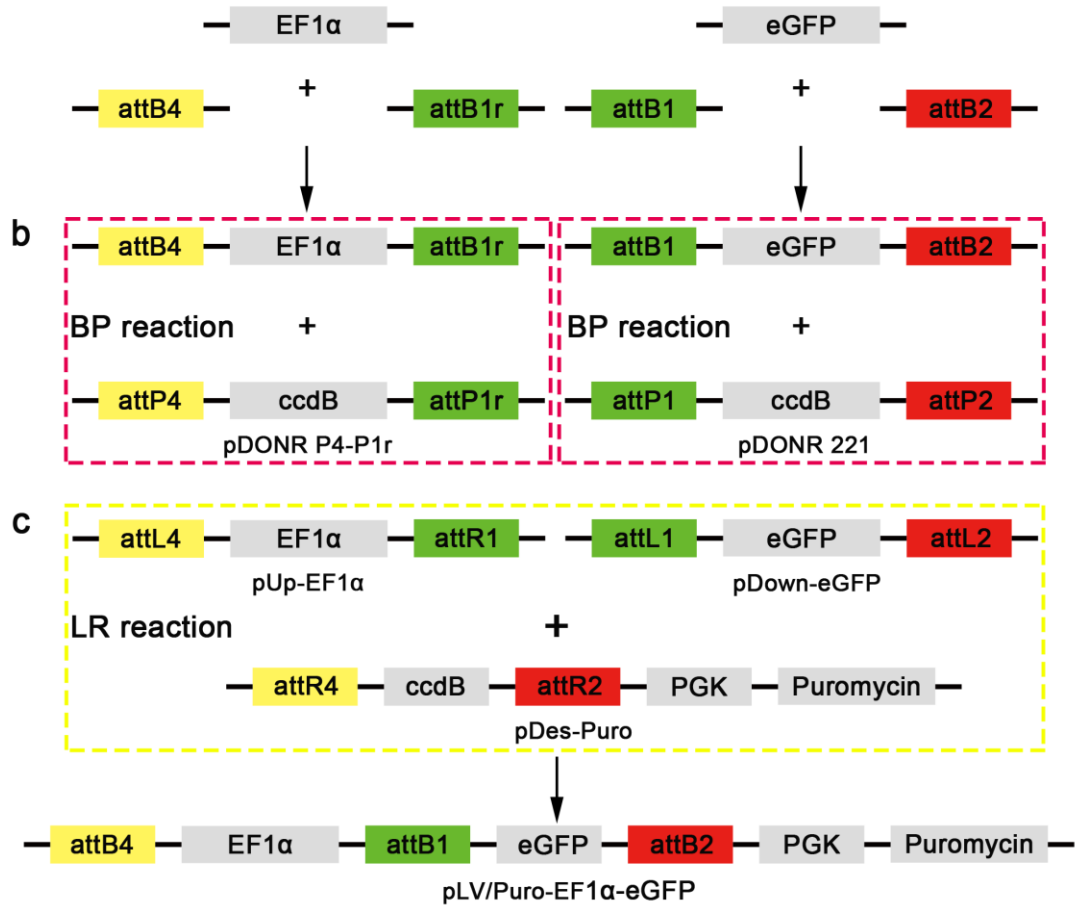 EF1α eGFP
+ +
attB4 attB1r attB1 attB2
b
attB4 EF1α attB1r attB1 eGFP attB2
BP reaction + BP reaction +
attP4 ccdB attP1r attP1 ccdB attP2
pDONR P4-P1r pDONR 221
c
attL4 EF1α attR1 attL1 eGFP attL2
pUp-EF1α pDown-eGFP
LR reaction +
attR4 ccdB attR2 PGK Puromycin
pDes-Puro
attB4 EF1α attB1 eGFP attB2 PGK Puromycin
pLV/Puro-EF1α-eGFP